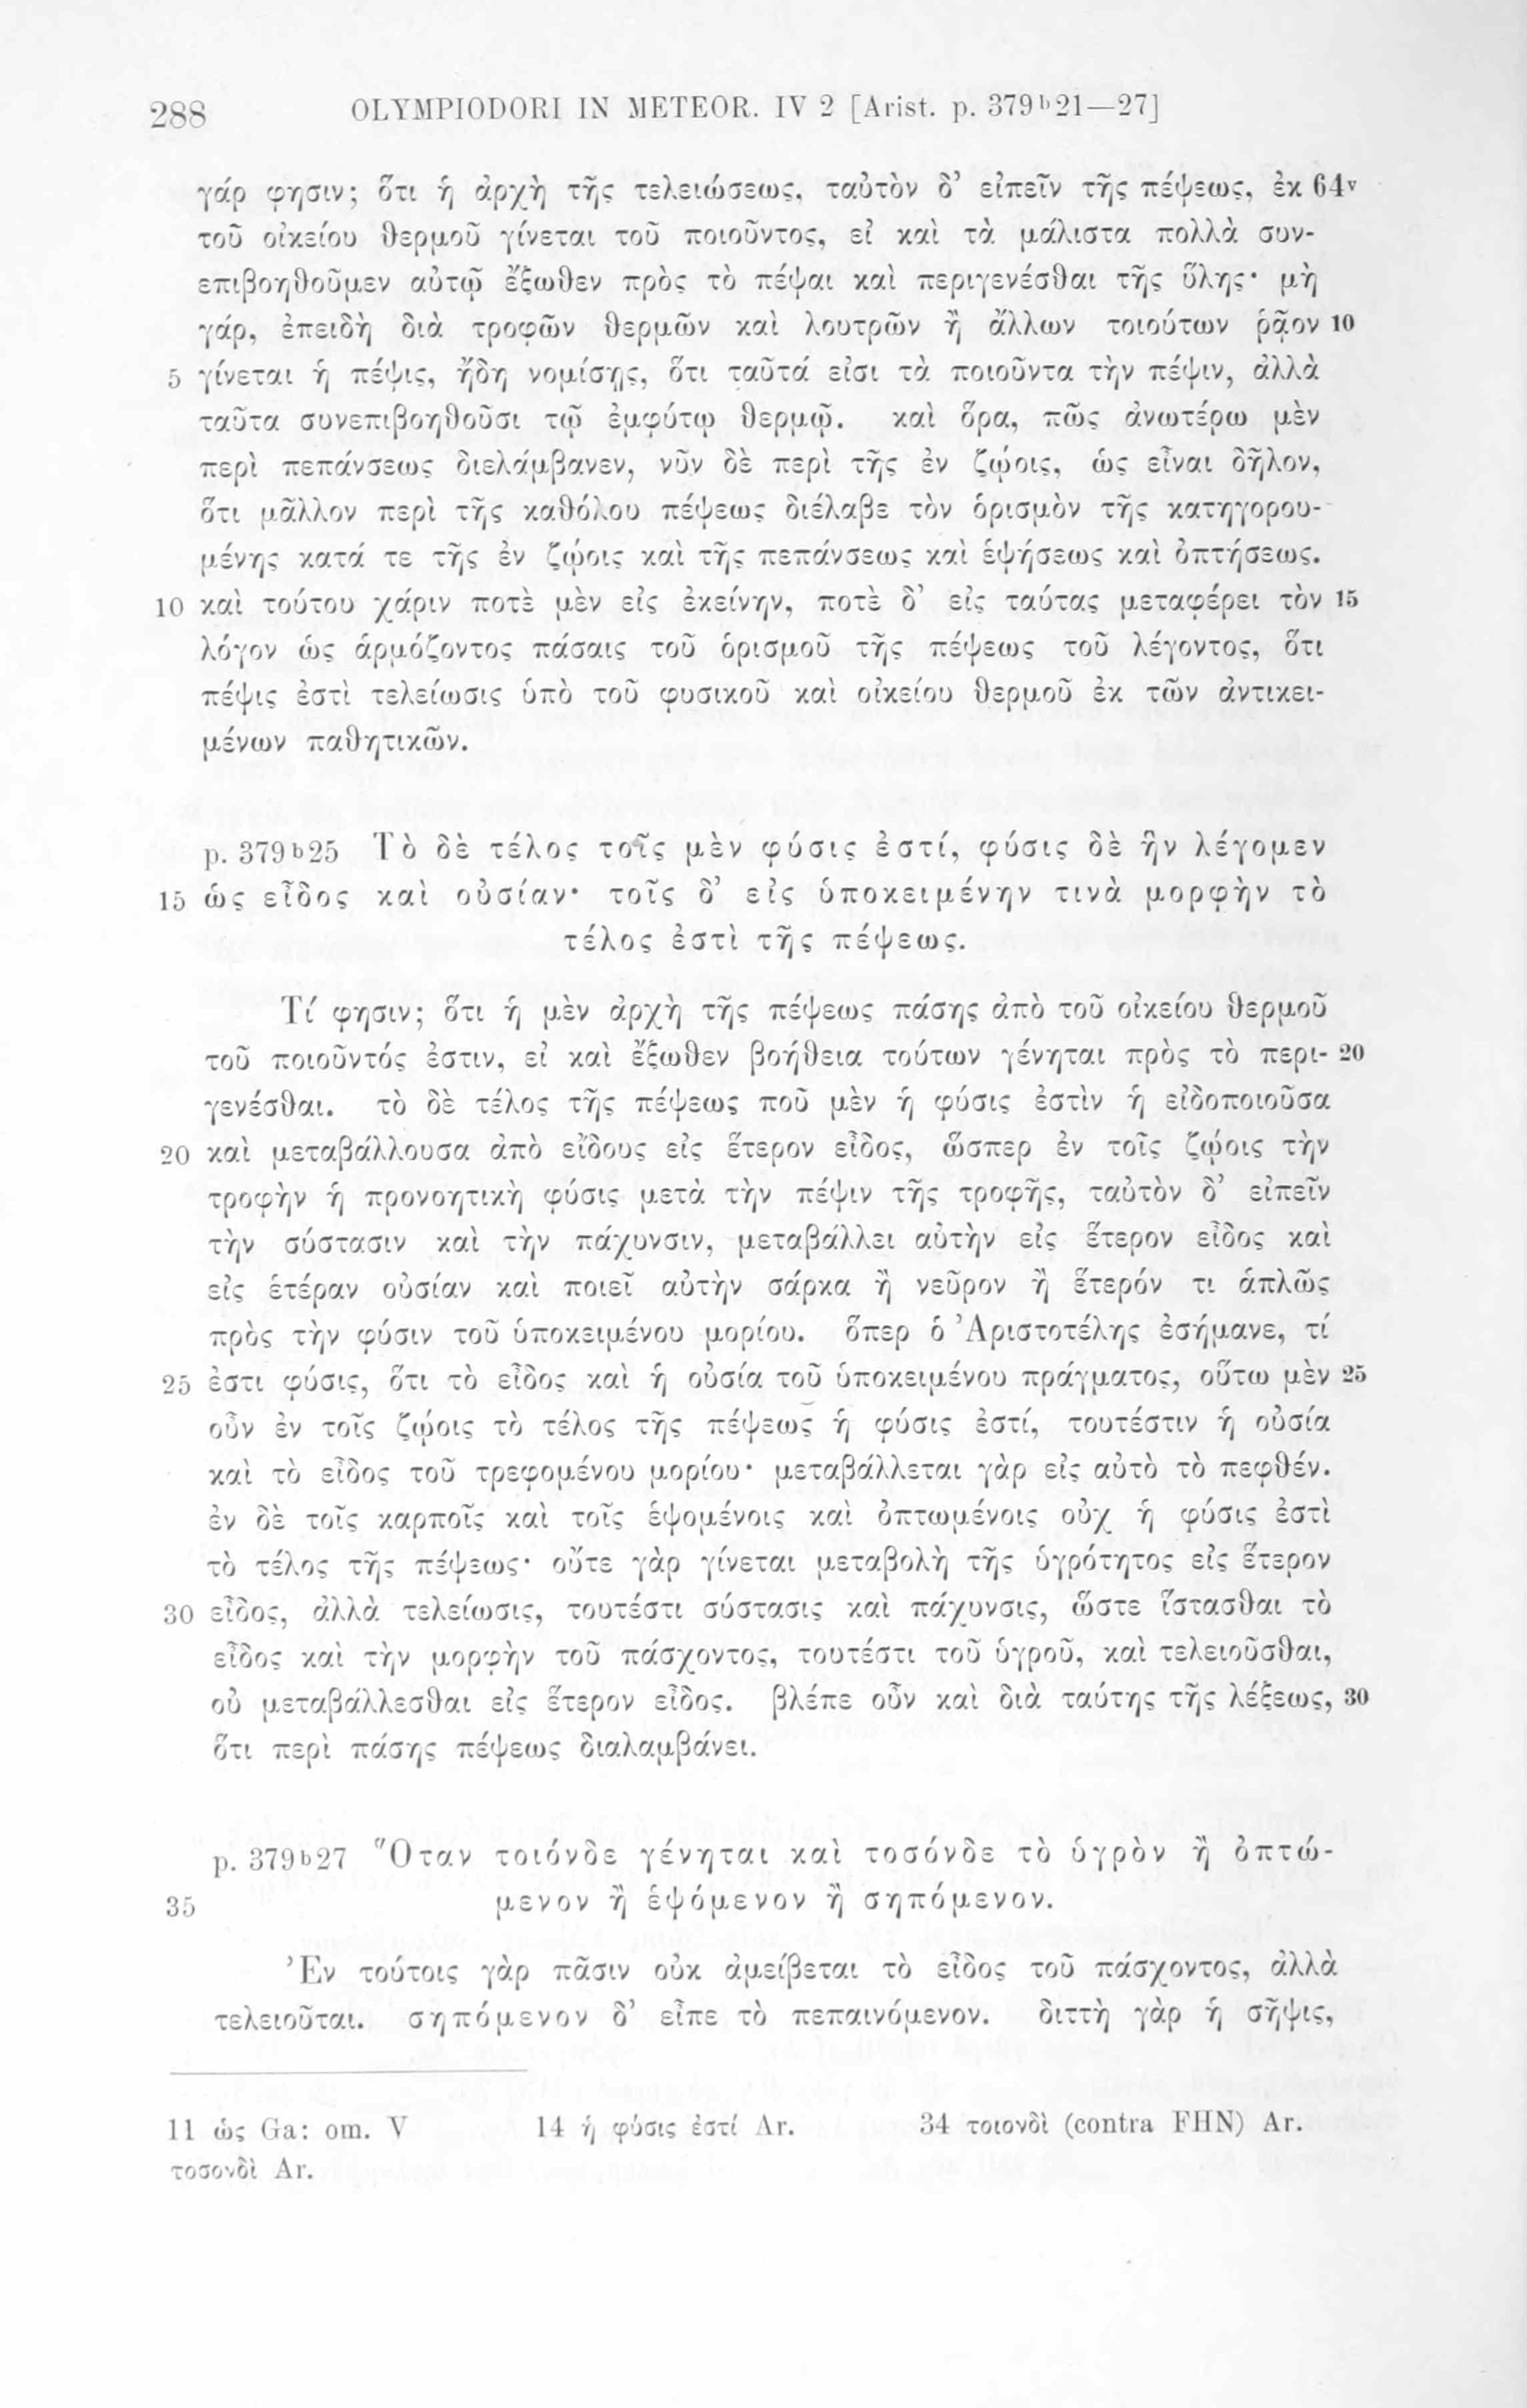 288 OLYMPIODORI IN METEOR. IV 2 [Arist. p. 379ᵇ21—27]
γάρ φησιν; ὅτι ἡ ἀρχὴ τῆς τελειώσεως, ταὐτὸν δ’ εἰπεῖν τῆς πέψεως, ἐκ 64ᵛ
τοῦ οἰκείου θερμοῦ γίνεται τοῦ ποιοῦντος, εἰ καὶ τὰ μάλιστα πολλὰ συν-
επιβοηθοῦμεν αὐτῷ ἔξωθεν πρὸς τὸ πέψαι καὶ περιγενέσθαι τῆς ὕλης· μὴ
γάρ, ἐπειδὴ διὰ τροφῶν θερμῶν καὶ λουτρῶν ἢ ἄλλων τοιούτων ῥᾷον 10
5 γίνεται ἡ πέψις, ἤδη νομίσῃς, ὅτι ταῦτά εἰσι τὰ ποιοῦντα τὴν πέψιν, ἀλλὰ
ταῦτα συνεπιβοηθοῦσι τῷ ἐμφύτῳ θερμῷ. καὶ ὅρα, πῶς ἀνωτέρω μὲν
περὶ πεπάνσεως διελάμβανεν, νῦν δὲ περὶ τῆς ἐν ζῴοις, ὡς εἶναι δῆλον,
ὅτι μᾶλλον περὶ τῆς καθόλου πέψεως διέλαβε τὸν ὁρισμὸν τῆς κατηγορου-
μένης κατά τε τῆς ἐν ζῴοις καὶ τῆς πεπάνσεως καὶ ἑψήσεως καὶ ὀπτήσεως.
10 καὶ τούτου χάριν ποτὲ μὲν εἰς ἐκείνην, ποτὲ δ’ εἰς ταύτας μεταφέρει τὸν 15
λόγον ὡς ἁρμόζοντος πάσαις τοῦ ὁρισμοῦ τῆς πέψεως τοῦ λέγοντος, ὅτι
πέψις ἐστὶ τελείωσις ὑπὸ τοῦ φυσικοῦ καὶ οἰκείου θερμοῦ ἐκ τῶν ἀντικει-
μένων παθητικῶν.
p. 379ᵇ25 Τὸ δὲ τέλος τοῖς μὲν φύσις ἐστί, φύσις δὲ ἣν λέγομεν
15 ὡς εἶδος καὶ οὐσίαν· τοῖς δ’ εἰς ὑποκειμένην τινὰ μορφὴν τὸ
τέλος ἐστὶ τῆς πέψεως.
Τί φησιν; ὅτι ἡ μὲν ἀρχὴ τῆς πέψεως πάσης ἀπὸ τοῦ οἰκείου θερμοῦ
τοῦ ποιοῦντός ἐστιν, εἰ καὶ ἔξωθεν βοήθεια τούτων γένηται πρὸς τὸ περι- 20
γενέσθαι. τὸ δὲ τέλος τῆς πέψεως ποῦ μὲν ἡ φύσις ἐστὶν ἡ εἰδοποιοῦσα
20 καὶ μεταβάλλουσα ἀπὸ εἴδους εἰς ἕτερον εἶδος, ὥσπερ ἐν τοῖς ζῴοις τὴν
τροφὴν ἡ προνοητικὴ φύσις μετὰ τὴν πέψιν τῆς τροφῆς, ταὐτὸν δ’ εἰπεῖν
τὴν σύστασιν καὶ τὴν πάχυνσιν, μεταβάλλει αὐτὴν εἰς ἕτερον εἶδος καὶ
εἰς ἑτέραν οὐσίαν καὶ ποιεῖ αὐτὴν σάρκα ἢ νεῦρον ἢ ἕτερόν τι ἁπλῶς
πρὸς τὴν φύσιν τοῦ ὑποκειμένου μορίου. ὅπερ ὁ Ἀριστοτέλης ἐσήμανε, τί
25 ἐστι φύσις, ὅτι τὸ εἶδος καὶ ἡ οὐσία τοῦ ὑποκειμένου πράγματος, οὕτω μὲν 25
οὖν ἐν τοῖς ζῴοις τὸ τέλος τῆς πέψεως ἡ φύσις ἐστί, τουτέστιν ἡ οὐσία
καὶ τὸ εἶδος τοῦ τρεφομένου μορίου· μεταβάλλεται γὰρ εἰς αὐτὸ τὸ πεφθέν.
ἐν δὲ τοῖς καρποῖς καὶ τοῖς ἑψομένοις καὶ ὀπτωμένοις οὐχ ἡ φύσις ἐστὶ
τὸ τέλος τῆς πέψεως· οὔτε γὰρ γίνεται μεταβολὴ τῆς ὑγρότητος εἰς ἕτερον
30 εἶδος, ἀλλὰ τελείωσις, τουτέστι σύστασις καὶ πάχυνσις, ὥστε ἵστασθαι τὸ
εἶδος καὶ τὴν μορφὴν τοῦ πάσχοντος, τουτέστι τοῦ ὑγροῦ, καὶ τελειοῦσθαι,
οὐ μεταβάλλεσθαι εἰς ἕτερον εἶδος. βλέπε οὖν καὶ διὰ ταύτης τῆς λέξεως, 30
ὅτι περὶ πάσης πέψεως διαλαμβάνει.
p. 379ᵇ27 Ὅταν τοιόνδε γένηται καὶ τοσόνδε τὸ ὑγρὸν ἢ ὀπτώ-
35 μενον ἢ ἑψόμενον ἢ σηπόμενον.
Ἐν τούτοις γὰρ πᾶσιν οὐκ ἀμείβεται τὸ εἶδος τοῦ πάσχοντος, ἀλλὰ
τελειοῦται. σηπόμενον δ’ εἶπε τὸ πεπαινόμενον. διττὴ γὰρ ἡ σῆψις,
11 ὡς Ga: om. V 14 ἡ φύσις ἐστί Ar. 34 τοιονδὶ (contra FHN) Ar.
τοσονδὶ Ar.